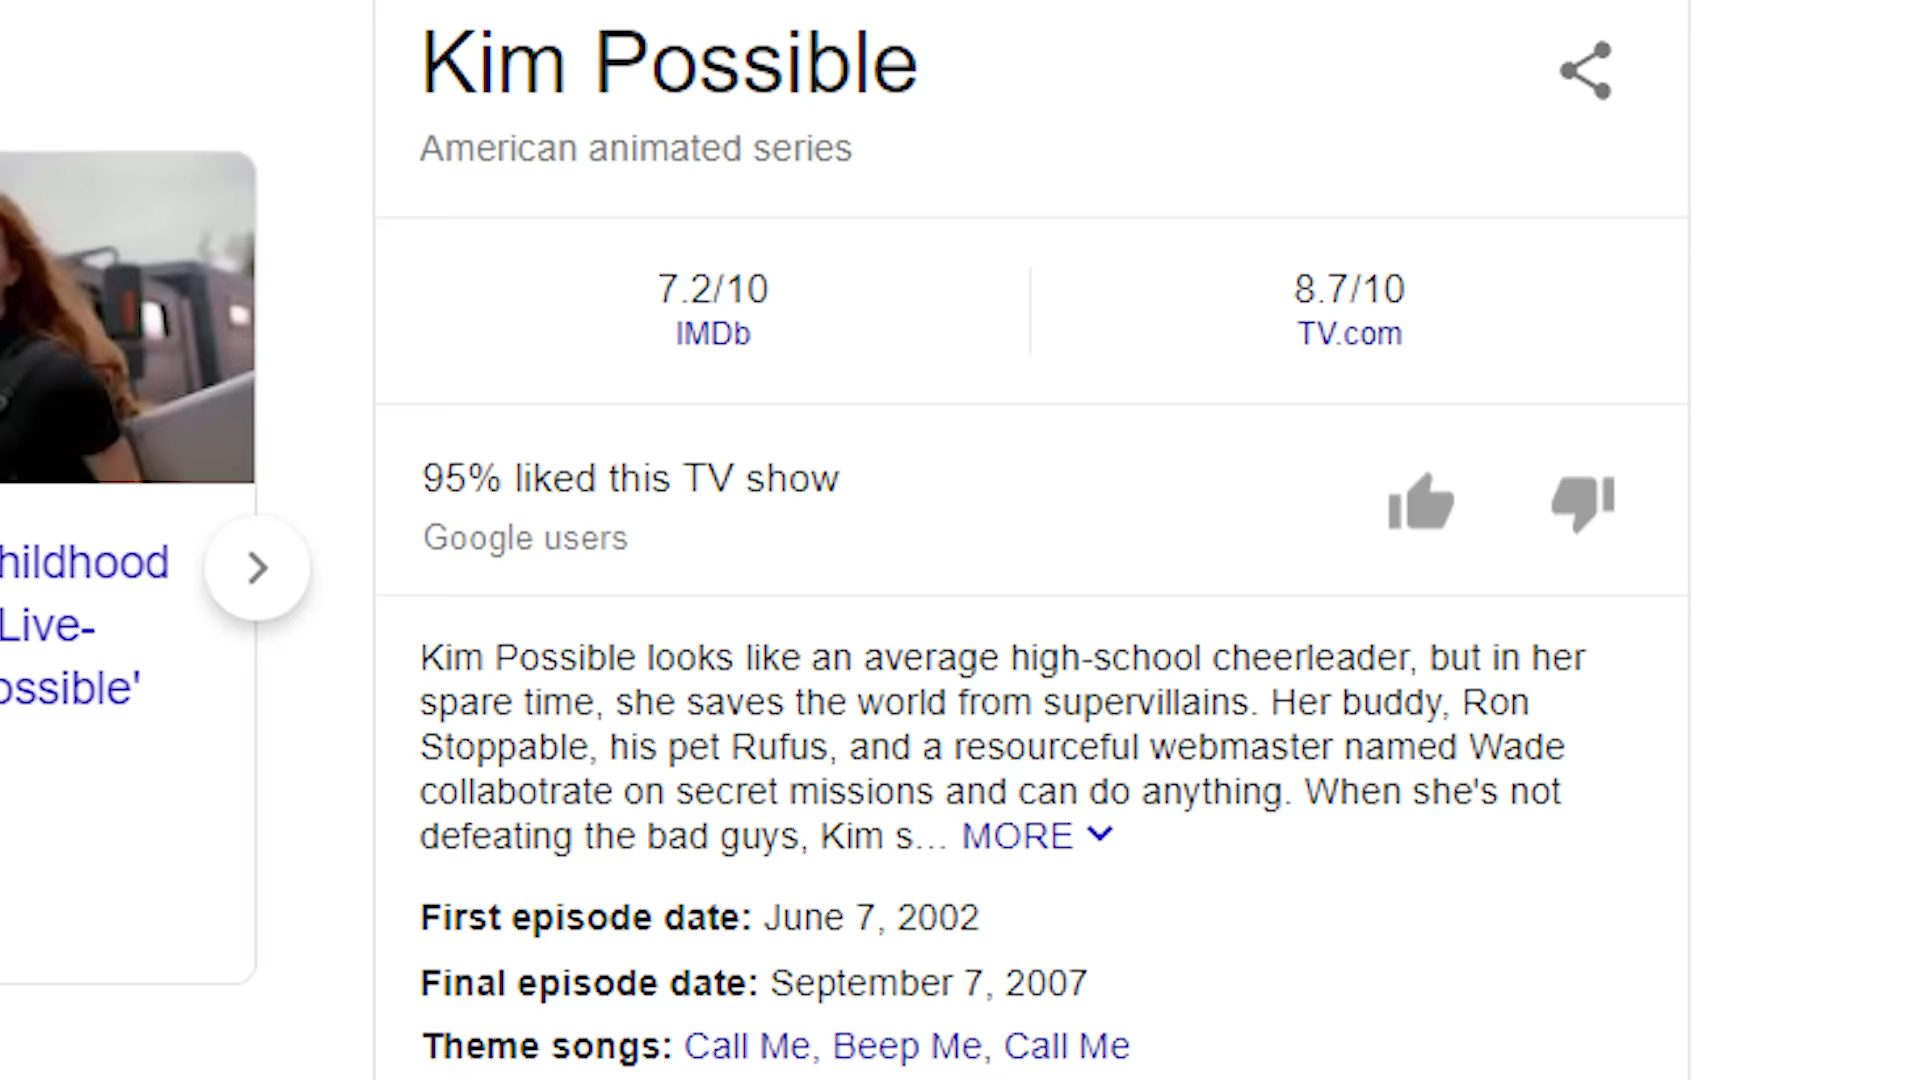 Kim Possible
American animated series
7.2/10
IMDb
8.7/10
TV.com
95% liked this TV show
Google users
hildhood
Live-
ossible'
Kim Possible looks like an average high-school cheerleader, but in her
spare time, she saves the world from supervillains. Her buddy, Ron
Stoppable, his pet Rufus, and a resourceful webmaster named Wade
collabotrate on secret missions and can do anything. When she's not
defeating the bad guys, Kim s... MORE
First episode date: June 7, 2002
Final episode date: September 7, 2007
Theme songs: Call Me, Beep Me, Call Me